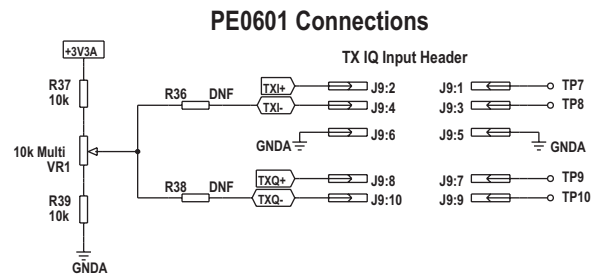 PE0601 Connections
+3V3A
TX IQ Input Header
R37
10k
R36 DNF
TXI+
J9:2
J9:1
TP7
TXI-
J9:4
J9:3
TP8
GNDA
J9:6
J9:5
GNDA
10k Multi
VR1
R38 DNF
TXQ+
J9:8
J9:7
TP9
TXQ-
J9:10
J9:9
TP10
R39
10k
GNDA